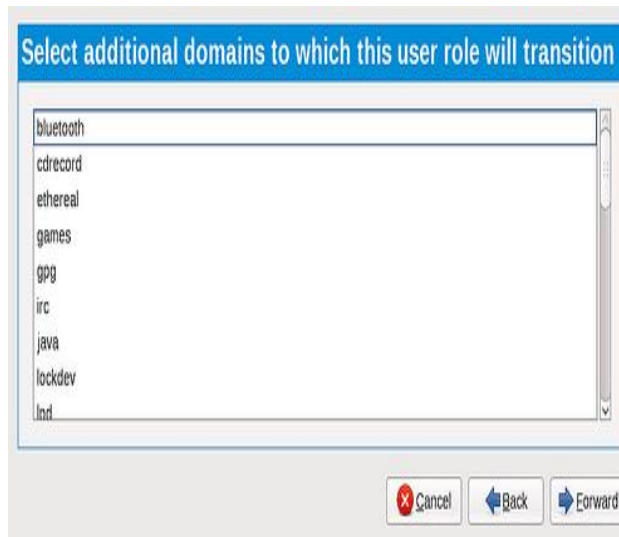 Select additional domains to which this user role will transition
bluetooth
cdrecord
ethereal
games
gpg
irc
java
lockdev
lpd
Cancel
Back
Forward